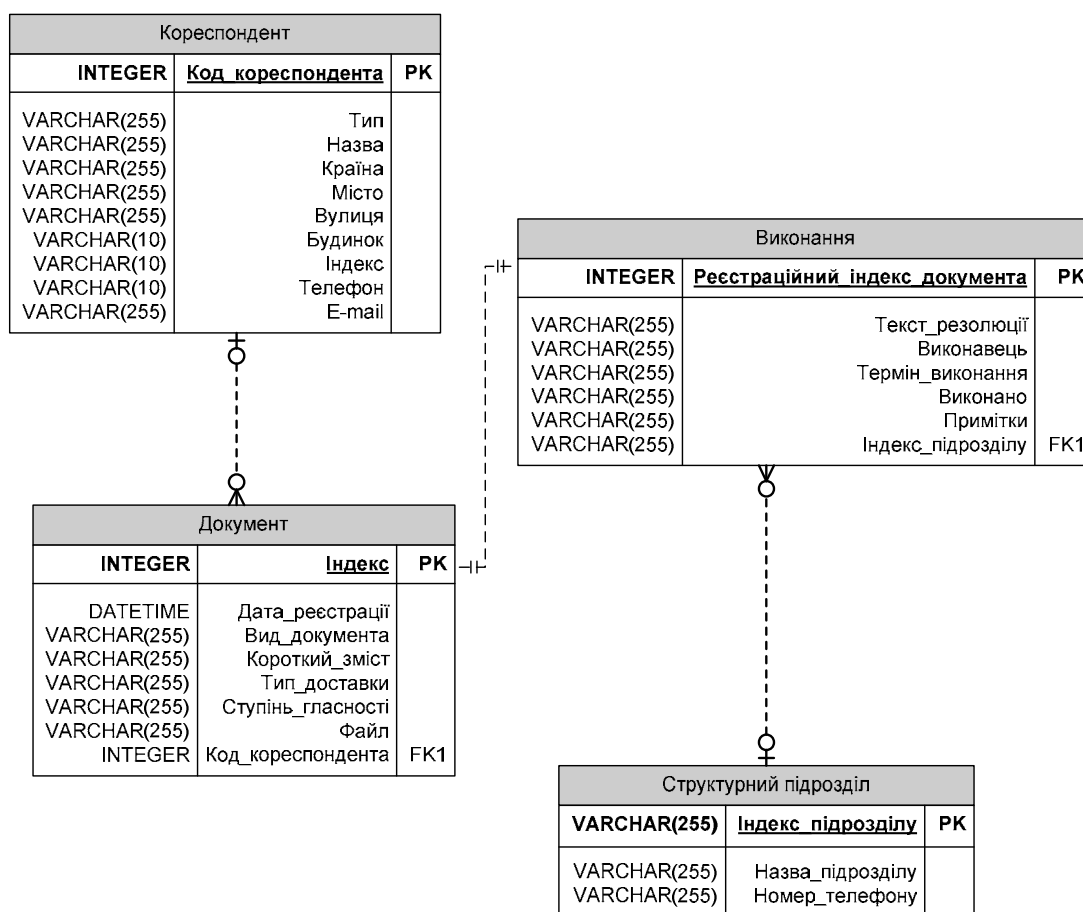 Кореспондент
INTEGER Код_кореспондента PK
VARCHAR(255) Тип
VARCHAR(255) Назва
VARCHAR(255) Країна
VARCHAR(255) Місто
VARCHAR(255) Вулиця
VARCHAR(10) Будинок
VARCHAR(10) Індекс
VARCHAR(10) Телефон
VARCHAR(255) E-mail
Виконання
INTEGER Реєстраційний_індекс_документа PK
VARCHAR(255) Текст_резолюції
VARCHAR(255) Виконавець
VARCHAR(255) Термін_виконання
VARCHAR(255) Виконано
VARCHAR(255) Примітки
VARCHAR(255) Індекс_підрозділу FK1
Документ
INTEGER Індекс PK
DATETIME Дата_реєстрації
VARCHAR(255) Вид_документа
VARCHAR(255) Короткий_зміст
VARCHAR(255) Тип_доставки
VARCHAR(255) Ступінь_гласності
VARCHAR(255) Файл
INTEGER Код_кореспондента FK1
Структурний підрозділ
VARCHAR(255) Індекс_підрозділу PK
VARCHAR(255) Назва_підрозділу
VARCHAR(255) Номер_телефону